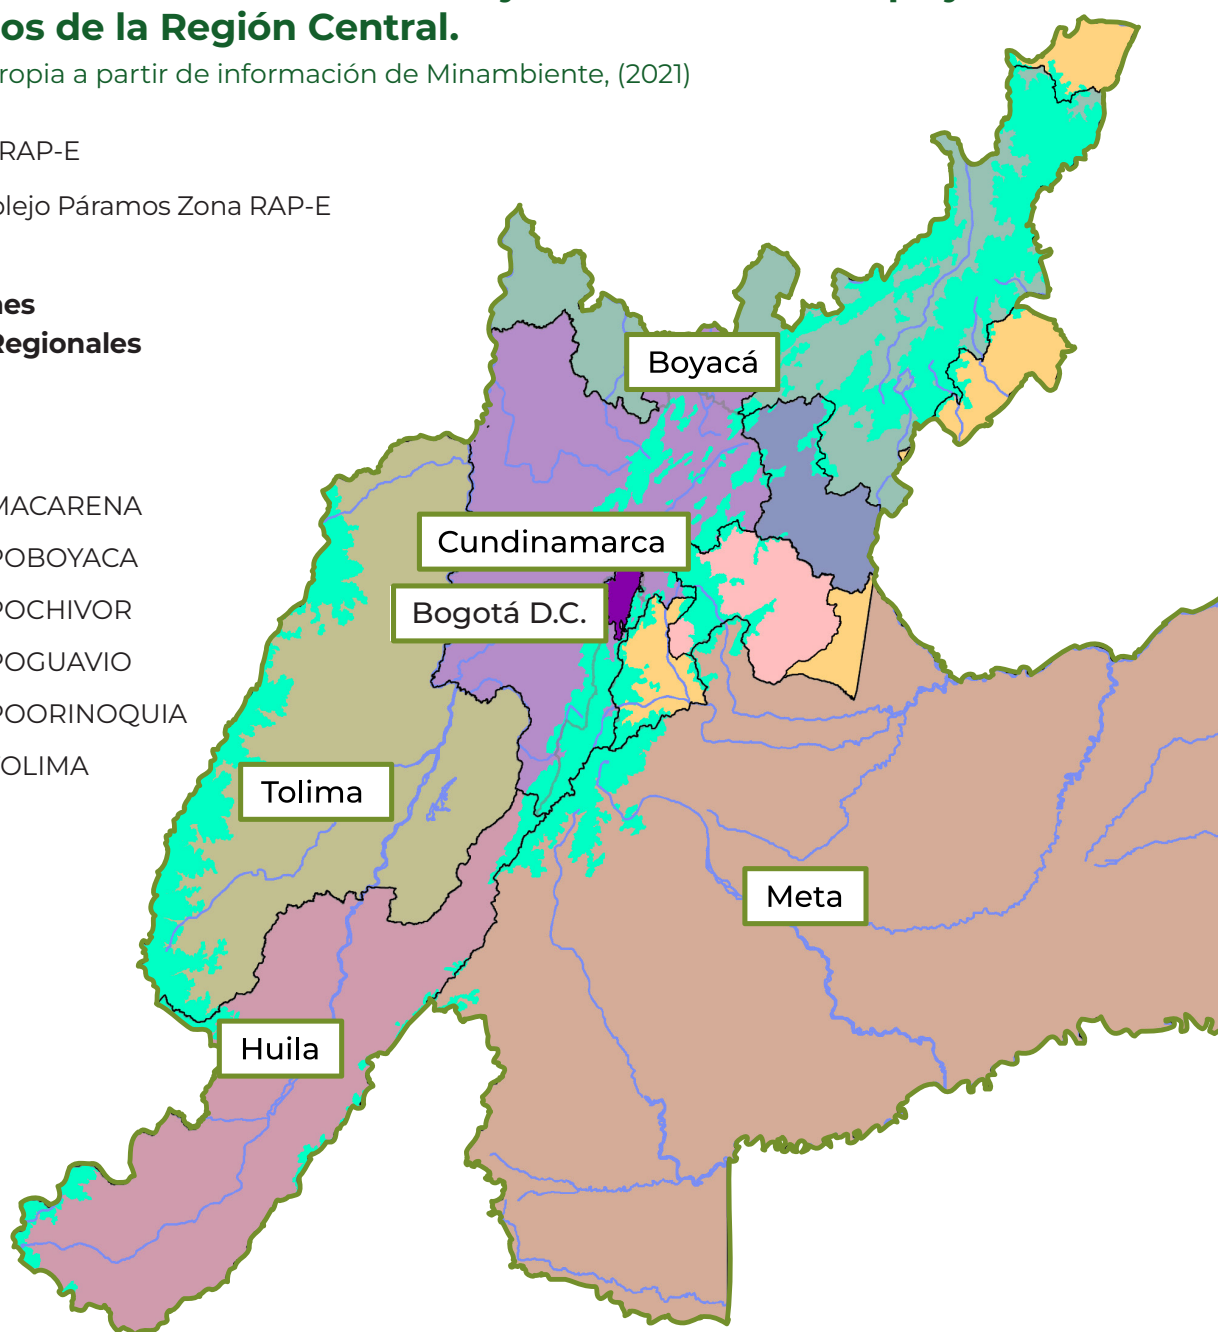 os de la Región Central.
ropia a partir de información de Minambiente, (2021)
RAP-E
lejo Páramos Zona RAP-E
nes
Regionales
MACARENA
POBOYACA
POCHIVOR
POGUAVIO
POORINOQUIA
OLIMA
Boyacá
Cundinamarca
Bogotá D.C.
Tolima
Meta
Huila